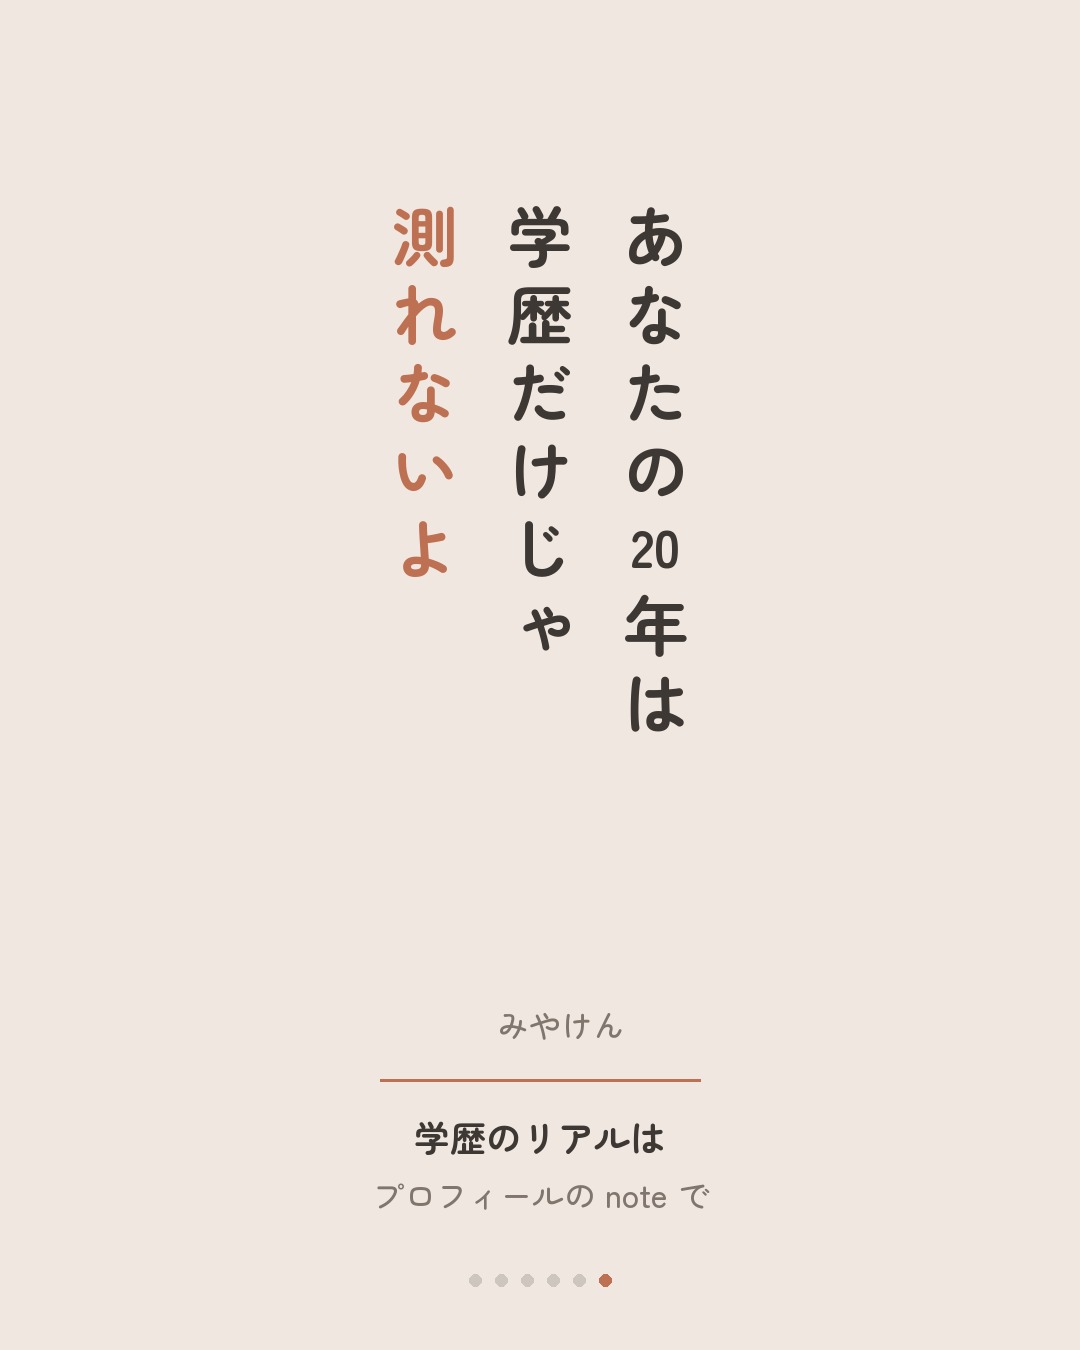 あなたの20年は
学歴だけじゃ
測れないよ
みやけん
学歴のリアルは
プロフィールの note で